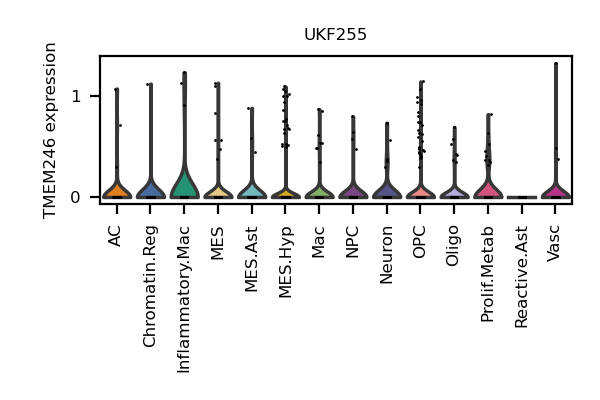 UKF255
TMEM246 expression
1
0
AC
Chromatin.Reg
Inflammatory.Mac
MES
MES.Ast
MES.Hyp
Mac
NPC
Neuron
OPC
Oligo
Prolif.Metab
Reactive.Ast
Vasc